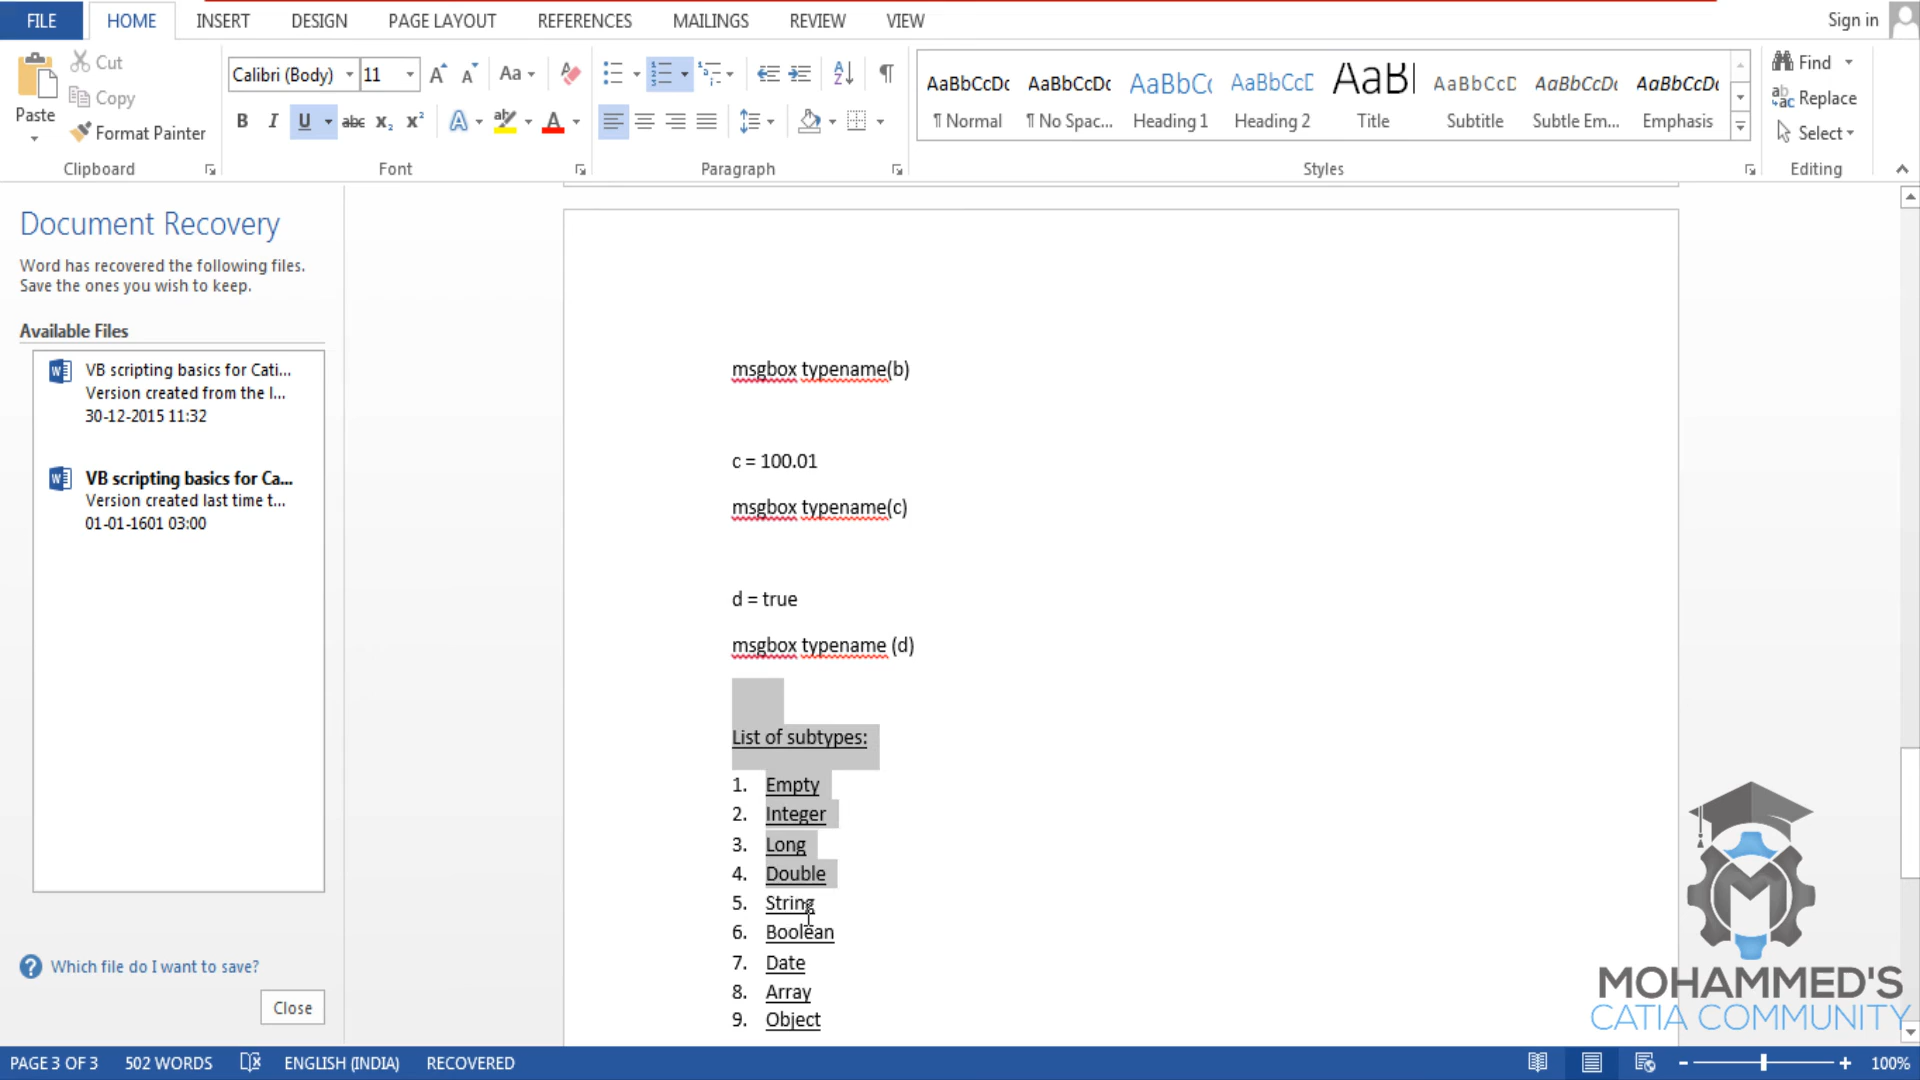 FILE HOME INSERT DESIGN PAGE LAYOUT REFERENCES MAILINGS REVIEW VIEW Sign in
Paste
Cut
Copy
Format Painter
Clipboard
Calibri (Body) 11
Aa
B I U abc X₂ X²
Font
Paragraph
AaBbCcDc AaBbCcDc AaBbCc AaBbCcD AaB AaBbCcD AaBbCcDc AaBbCcDc
¶ Normal ¶ No Spac... Heading 1 Heading 2 Title Subtitle Subtle Em... Emphasis
Styles
Find
Replace
Select
Editing
Document Recovery
Word has recovered the following files.
Save the ones you wish to keep.
Available Files
VB scripting basics for Cati...
Version created from the l...
30-12-2015 11:32
VB scripting basics for Ca...
Version created last time t...
01-01-1601 03:00
Which file do I want to save?
Close
msgbox typename(b)
c = 100.01
msgbox typename(c)
d = true
msgbox typename (d)
List of subtypes:
1. Empty
2. Integer
3. Long
4. Double
5. String
6. Boolean
7. Date
8. Array
9. Object
MOHAMMED'S
CATIA COMMUNITY
PAGE 3 OF 3 502 WORDS ENGLISH (INDIA) RECOVERED 100%